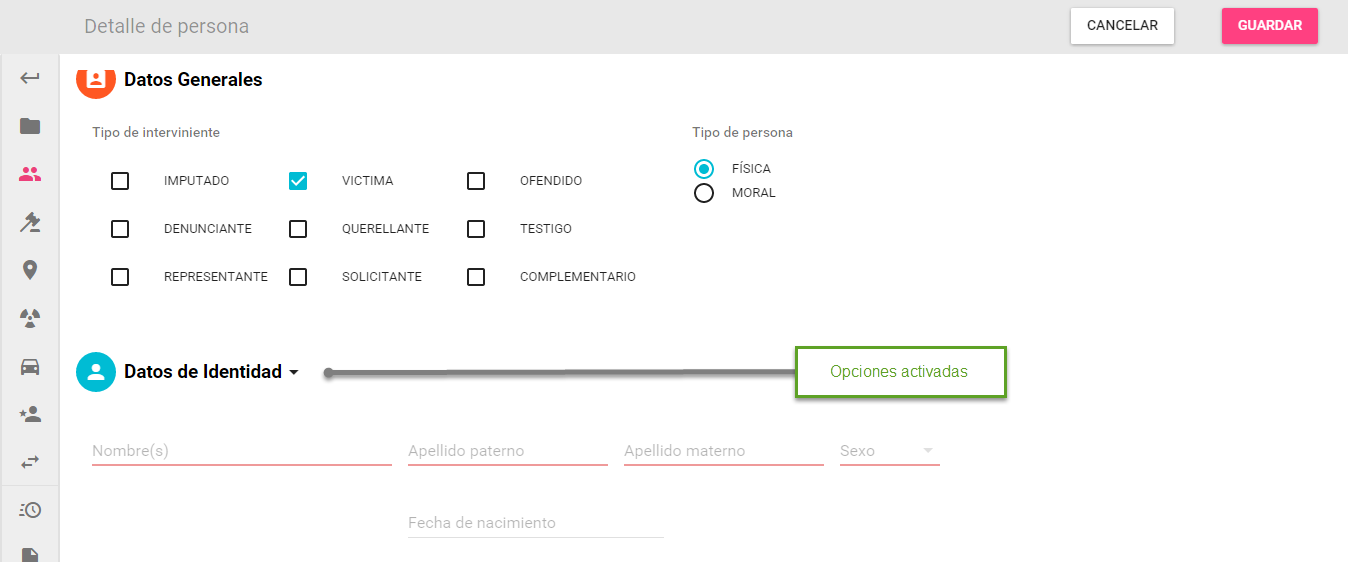 Detalle de persona
CANCELAR
GUARDAR
Datos Generales
Tipo de interviniente
Tipo de persona
IMPUTADO
VICTIMA
OFENDIDO
FÍSICA
MORAL
DENUNCIANTE
QUERELLANTE
TESTIGO
REPRESENTANTE
SOLICITANTE
COMPLEMENTARIO
Datos de Identidad
Opciones activadas
Nombre(s)
Apellido paterno
Apellido materno
Sexo
Fecha de nacimiento